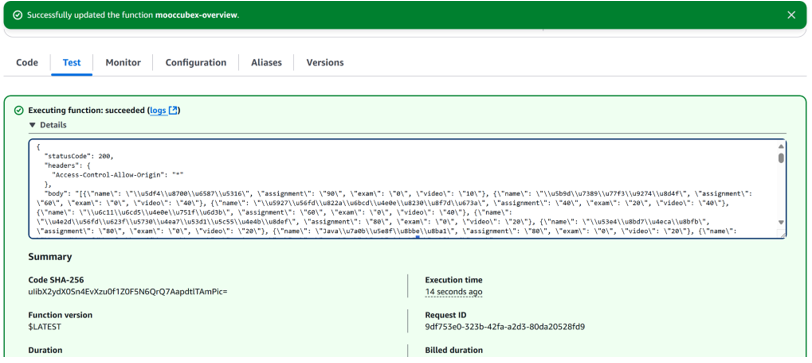 Successfully updated the function mooccubex-overview.
Code Test Monitor Configuration Aliases Versions
Executing function: succeeded (logs)
Details
{
"statusCode": 200,
"headers": {
"Access-Control-Allow-Origin": "*"
},
"body": "[{\"name\": \"\\u5df4\\u8700\\u6587\\u5316\", \"assignment\": \"90\", \"exam\": \"0\", \"video\": \"10\"}, {\"name\": \"\\u5b9d\\u7389\\u77f3\\u9274\\u8d4f\", \"assignment\":
\"60\", \"exam\": \"0\", \"video\": \"40\"}, {\"name\": \"\\u5927\\u56fd\\u822a\\u6bcd\\u4e0e\\u8230\\u8f7d\\u673a\", \"assignment\": \"40\", \"exam\": \"20\", \"video\": \"40\"},
{\"name\": \"\\u6c11\\u6cd5\\u4e0e\\u751f\\u6d3b\", \"assignment\": \"60\", \"exam\": \"0\", \"video\": \"40\"}, {\"name\":
\"\\u4e2d\\u56fd\\u623f\\u5730\\u4ea7\\u53d1\\u5c55\\u4e4b\\u8def\", \"assignment\": \"80\", \"exam\": \"0\", \"video\": \"20\"}, {\"name\": \"\\u53e4\\u8bd7\\u4eca\\u8bfb\",
\"assignment\": \"80\", \"exam\": \"0\", \"video\": \"20\"}, {\"name\": \"Java\\u7a0b\\u5e8f\\u8bbe\\u8ba1\", \"assignment\": \"80\", \"exam\": \"0\", \"video\": \"20\"}, {\"name\":
Summary
Code SHA-256 Execution time
ulibX2ydX0Sn4EvXzu0f1Z0F5N6QrQ7AapdtlTAmPic= 14 seconds ago
Function version Request ID
$LATEST 9df753e0-323b-42fa-a2d3-80da20528fd9
Duration Billed duration